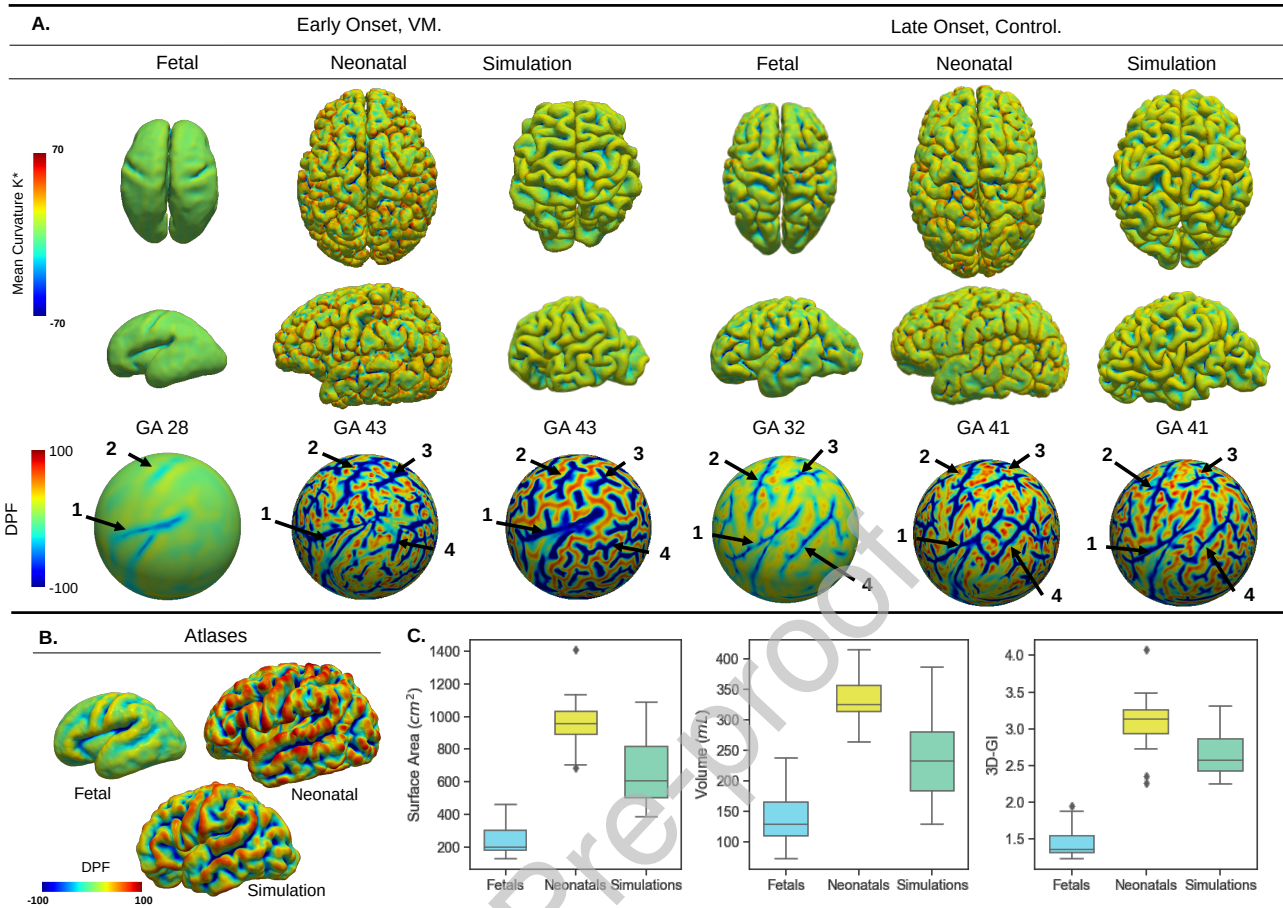 A.
Early Onset, VM.
Late Onset, Control.
Fetal
Neonatal
Simulation
Fetal
Neonatal
Simulation
Mean Curvature K*
70
-70
GA 28
GA 43
GA 43
GA 32
GA 41
GA 41
DPF
100
-100
2
1
2
3
1
4
2
3
1
4
2
3
1
4
2
3
1
4
2
3
1
4
B.
Atlases
Fetal
Neonatal
Simulation
DPF
-100
100
C.
Surface Area (cm²)
1400
1200
1000
800
600
400
200
Fetals
Neonatals
Simulations
Volume (mL)
400
350
300
250
200
150
100
Fetals
Neonatals
Simulations
3D-GI
4.0
3.5
3.0
2.5
2.0
1.5
Fetals
Neonatals
Simulations
Pre-proof